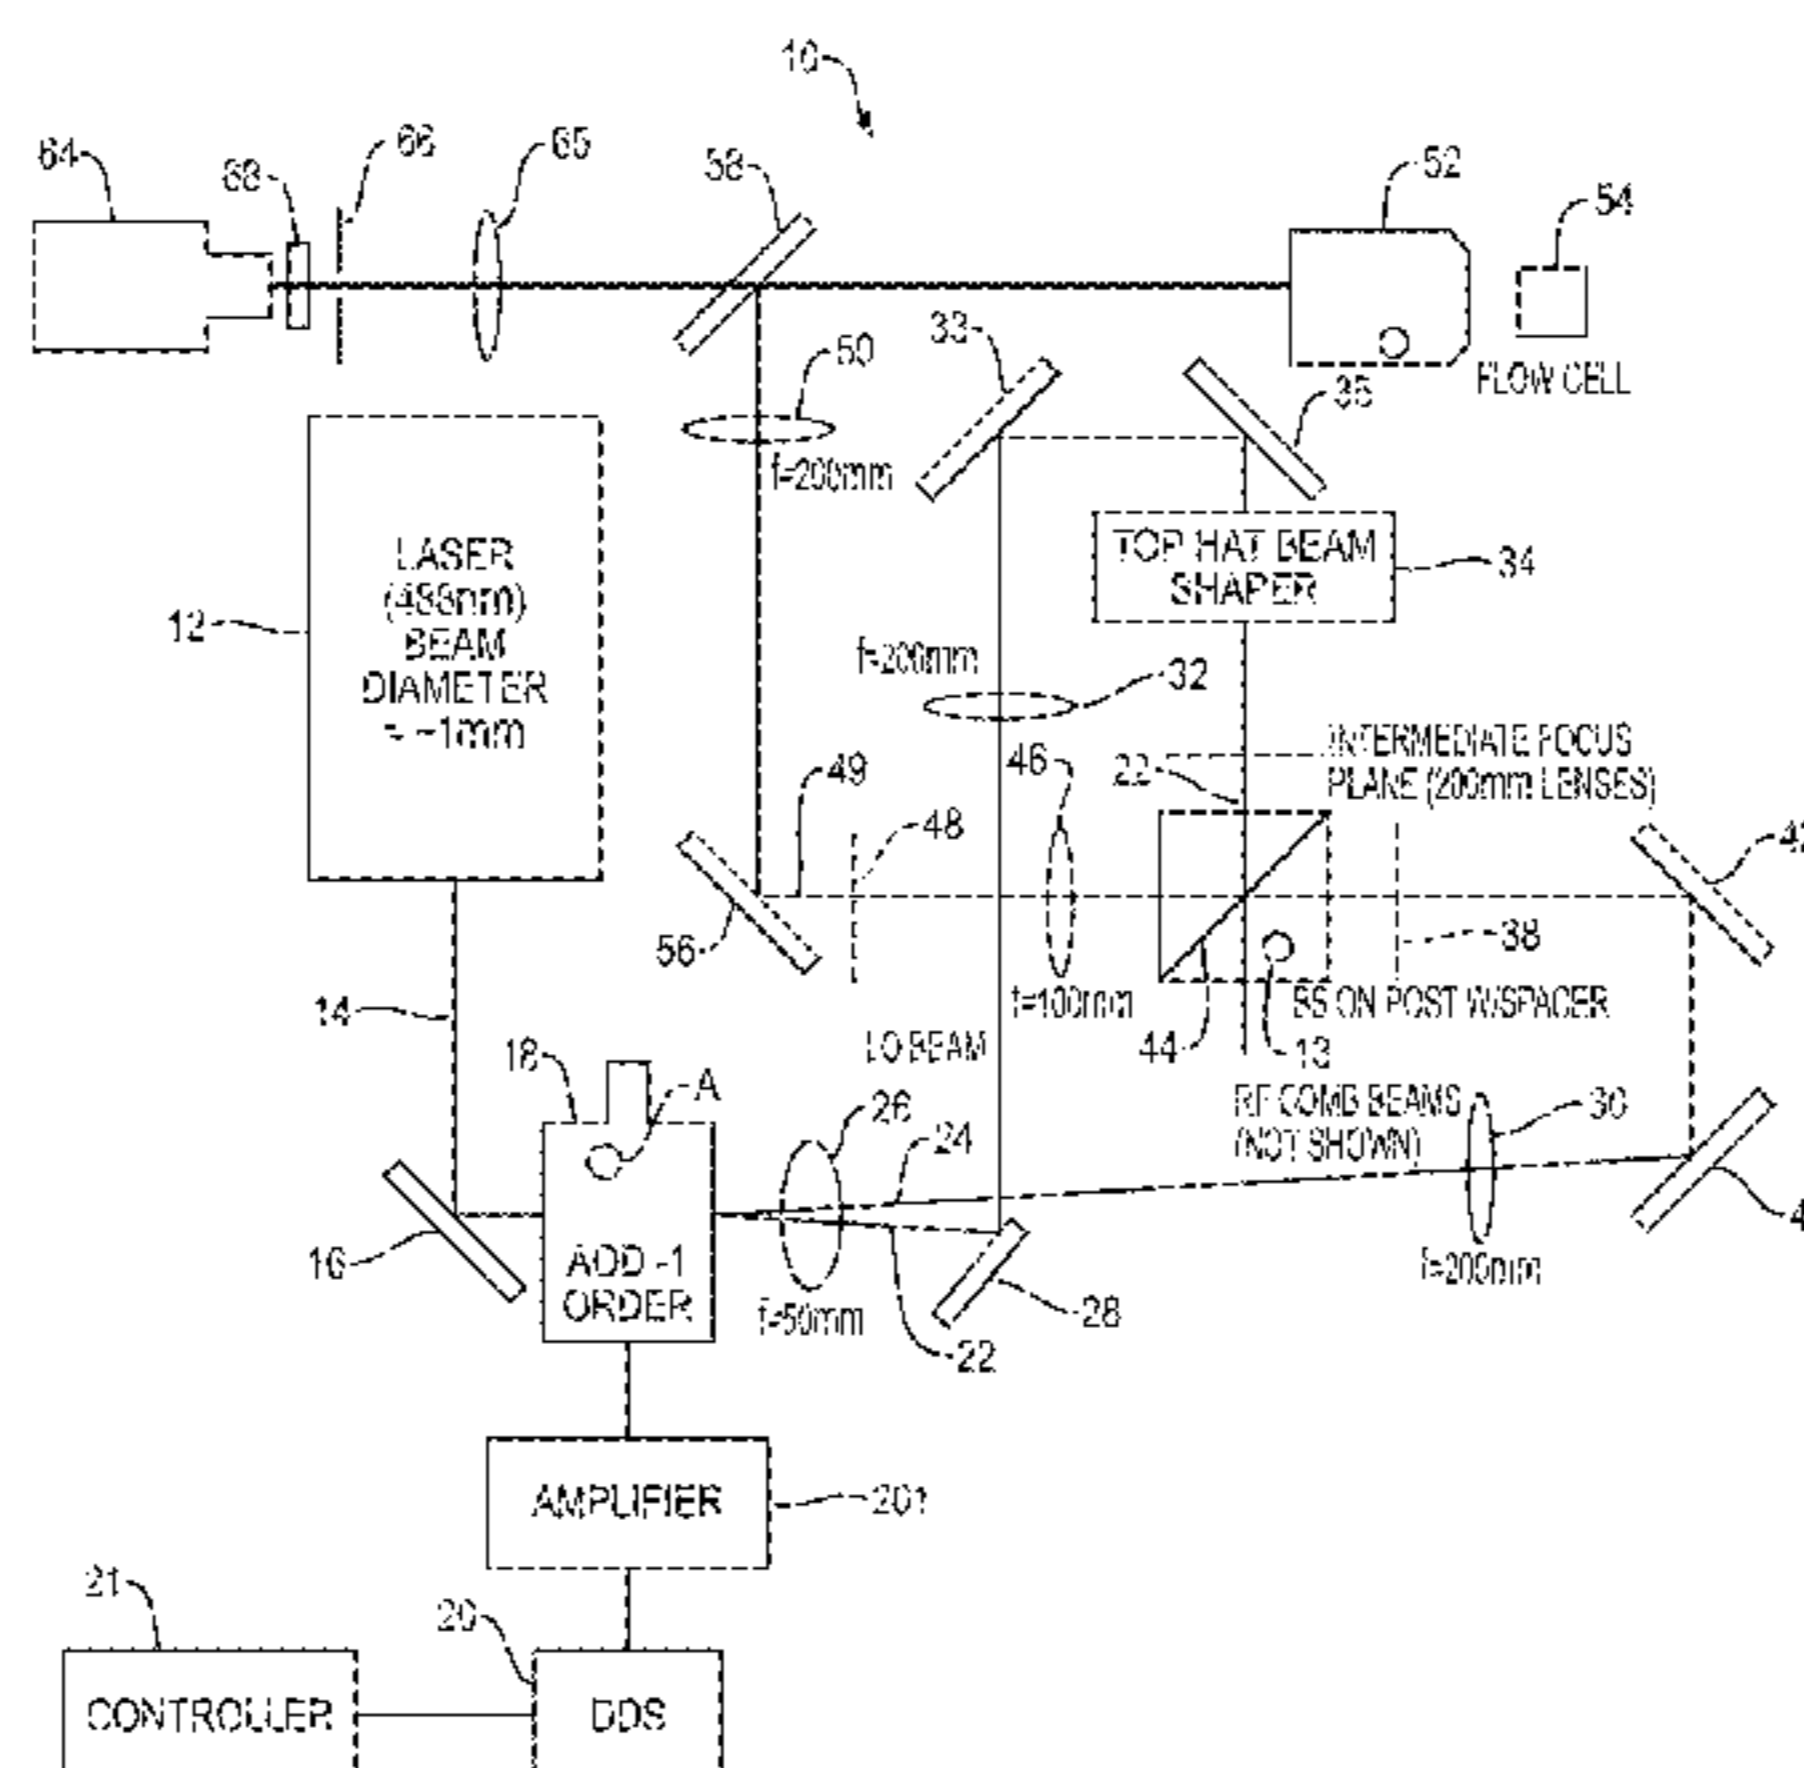 10
64
68
66
65
58
52
54
FLOW CELL
50
f=200mm
33
35
LASER
(488nm)
BEAM
DIAMETER
= ~1mm
12
TOP HAT BEAM
SHAPER
34
f=200mm
32
46
22
INTERMEDIATE FOCUS
PLANE (200mm LENSES)
49
48
56
38
f=100mm
BS ON POST W/SPACER
44
13
14
18
A
LO BEAM
26
24
RF COMB BEAMS
(NOT SHOWN)
30
16
AOD -1
ORDER
f=50mm
28
22
f=200mm
AMPLIFIER
201
21
20
CONTROLLER
DDS